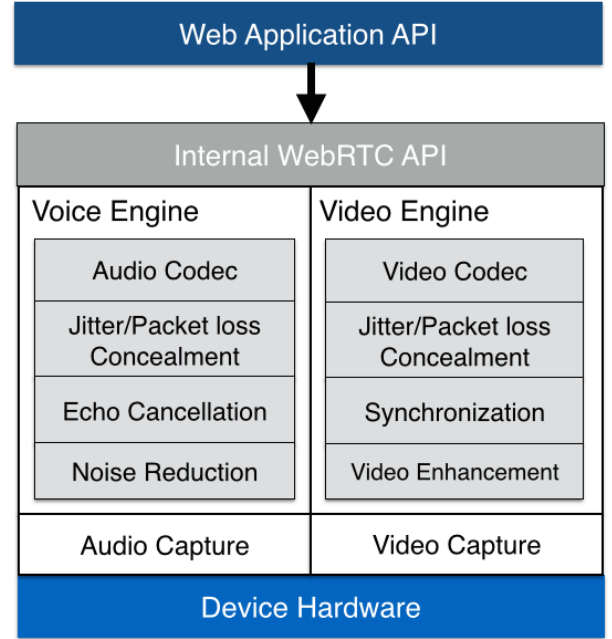 Web Application API
Internal WebRTC API
Voice Engine
Audio Codec
Jitter/Packet loss
Concealment
Echo Cancellation
Noise Reduction
Audio Capture
Video Engine
Video Codec
Jitter/Packet loss
Concealment
Synchronization
Video Enhancement
Video Capture
Device Hardware